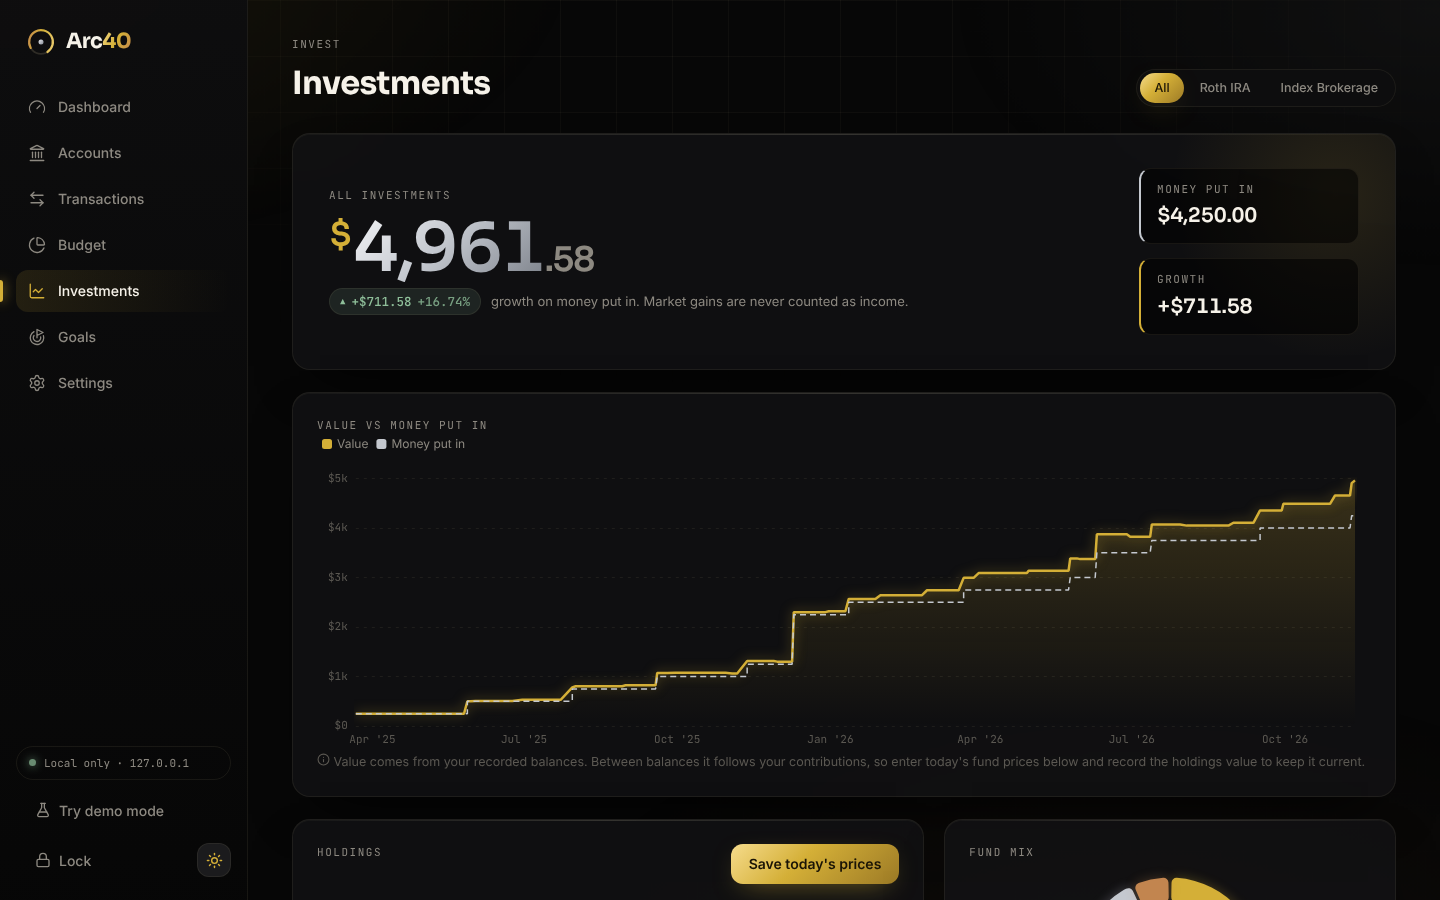 Arc40
Dashboard
Accounts
Transactions
Budget
Investments
Goals
Settings
Local only · 127.0.0.1
Try demo mode
Lock
INVEST
Investments
All Roth IRA Index Brokerage
ALL INVESTMENTS
$4,961.58
▲ +$711.58 +16.74% growth on money put in. Market gains are never counted as income.
MONEY PUT IN
$4,250.00
GROWTH
+$711.58
VALUE VS MONEY PUT IN
Value Money put in
$5k
$4k
$3k
$2k
$1k
$0
Apr '25 Jul '25 Oct '25 Jan '26 Apr '26 Jul '26 Oct '26
Value comes from your recorded balances. Between balances it follows your contributions, so enter today's fund prices below and record the holdings value to keep it current.
HOLDINGS
Save today's prices
FUND MIX